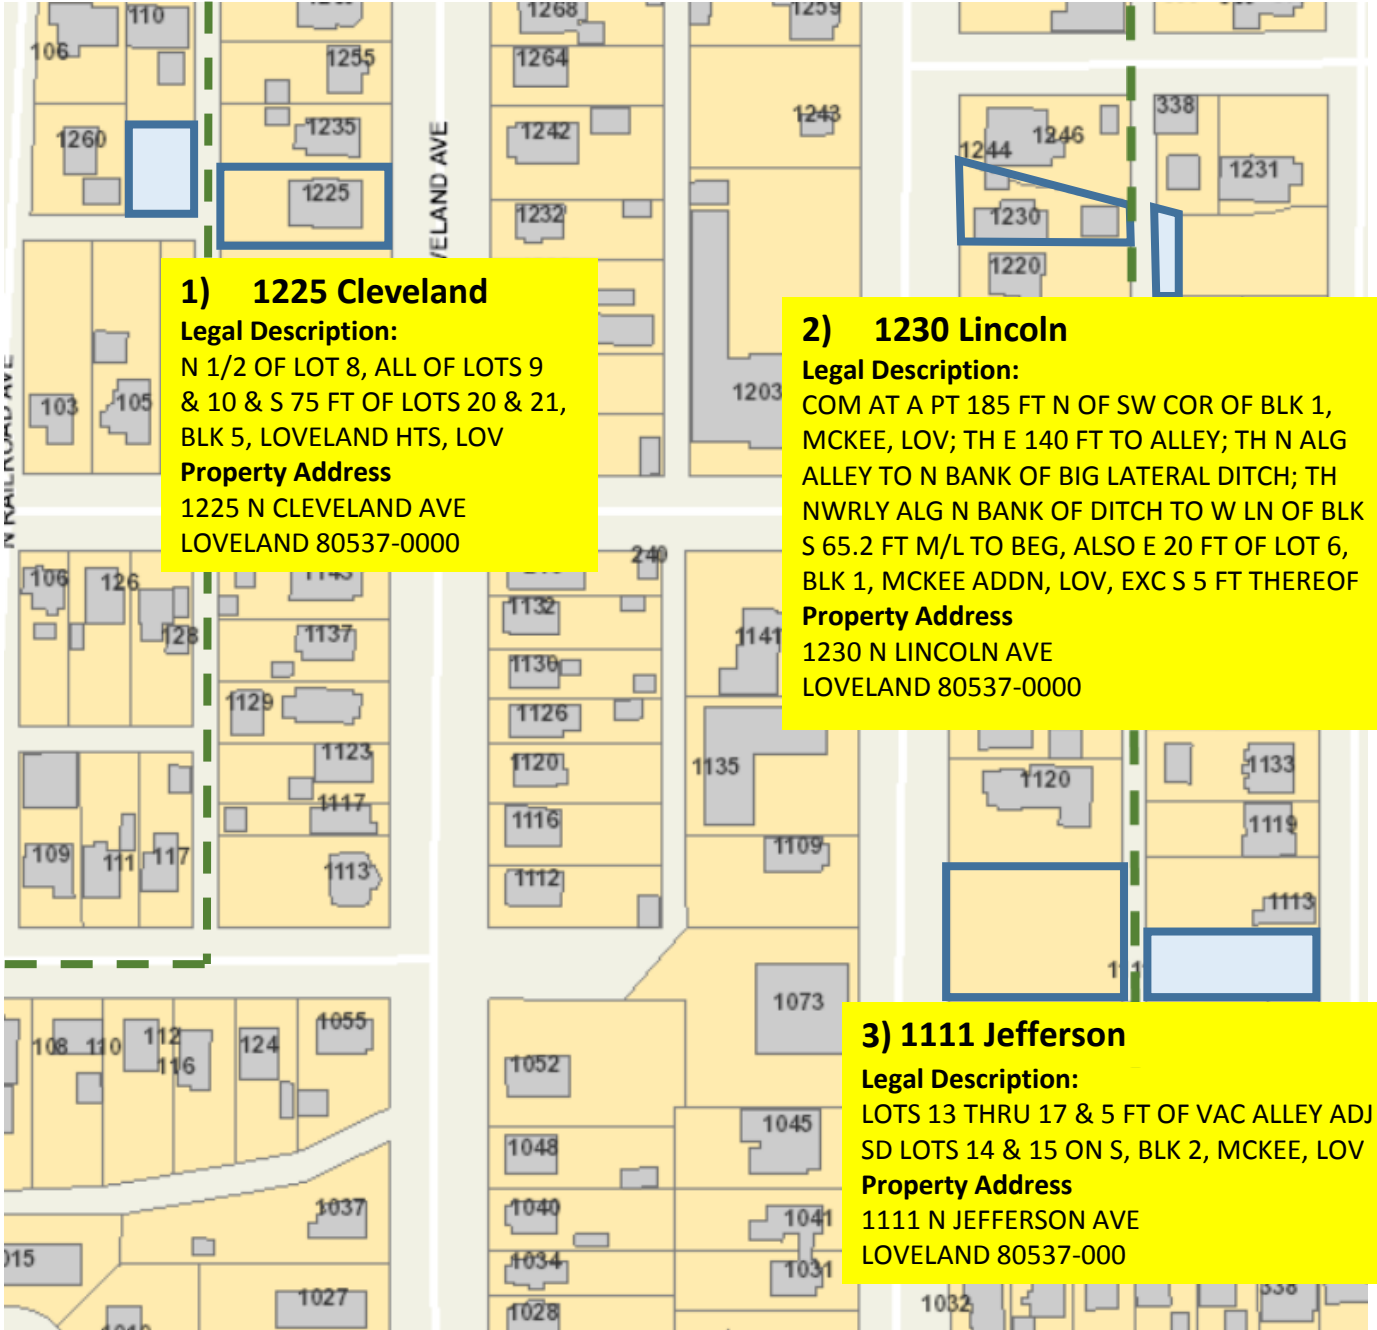 110
1268
1259
106
1255
1264
1243
338
1260
1235
1242
1244
1246
1231
1225
1232
1230
VELAND AVE
1220
1) 1225 Cleveland
Legal Description:
N 1/2 OF LOT 8, ALL OF LOTS 9
& 10 & S 75 FT OF LOTS 20 & 21,
BLK 5, LOVELAND HTS, LOV
Property Address
1225 N CLEVELAND AVE
LOVELAND 80537-0000
2) 1230 Lincoln
Legal Description:
COM AT A PT 185 FT N OF SW COR OF BLK 1,
MCKEE, LOV; TH E 140 FT TO ALLEY; TH N ALG
ALLEY TO N BANK OF BIG LATERAL DITCH; TH
NWRLY ALG N BANK OF DITCH TO W LN OF BLK
S 65.2 FT M/L TO BEG, ALSO E 20 FT OF LOT 6,
BLK 1, MCKEE ADDN, LOV, EXC S 5 FT THEREOF
Property Address
1230 N LINCOLN AVE
LOVELAND 80537-0000
N RAILROAD AVE
103
105
1203
106
126
128
240
1132
1137
1130
1141
1129
1126
1123
1120
1135
1120
1133
1117
1116
1119
109
111
117
1113
1109
1112
1113
1073
108
110
112
116
124
1055
1052
1048
1045
3) 1111 Jefferson
Legal Description:
LOTS 13 THRU 17 & 5 FT OF VAC ALLEY ADJ
SD LOTS 14 & 15 ON S, BLK 2, MCKEE, LOV
Property Address
1111 N JEFFERSON AVE
LOVELAND 80537-000
1037
1040
1041
015
1034
1031
1027
1028
1032
338